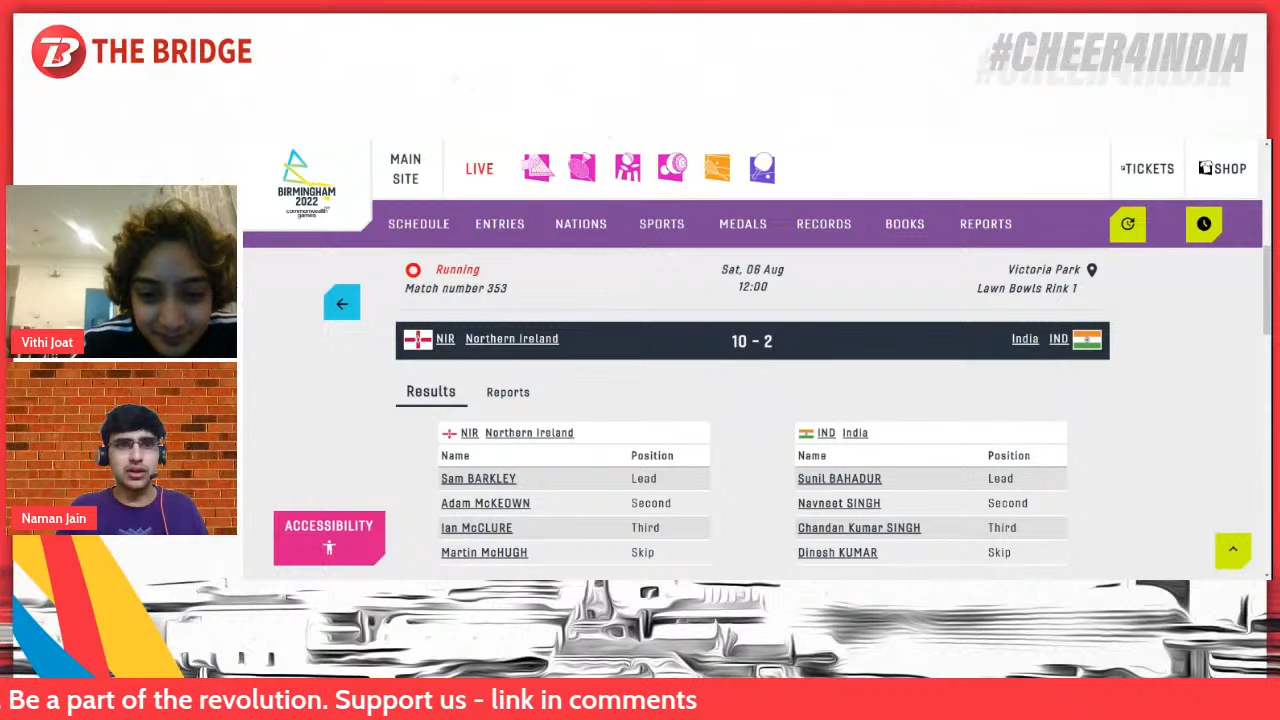 THE BRIDGE
#CHEER4INDIA
BIRMINGHAM
2022
commonwealth
games
MAIN
SITE
LIVE
TICKETS
SHOP
SCHEDULE
ENTRIES
NATIONS
SPORTS
MEDALS
RECORDS
BOOKS
REPORTS
Running
Match number 353
Sat, 06 Aug
12:00
Victoria Park
Lawn Bowls Rink 1
NIR Northern Ireland
10 - 2
India IND
Results
Reports
NIR Northern Ireland
Name Position
Sam BARKLEY Lead
Adam McKEOWN Second
Ian McCLURE Third
Martin McHUGH Skip
IND India
Name Position
Sunil BAHADUR Lead
Navneet SINGH Second
Chandan Kumar SINGH Third
Dinesh KUMAR Skip
ACCESSIBILITY
Vithi Joat
Naman Jain
. Be a part of the revolution. Support us - link in comments